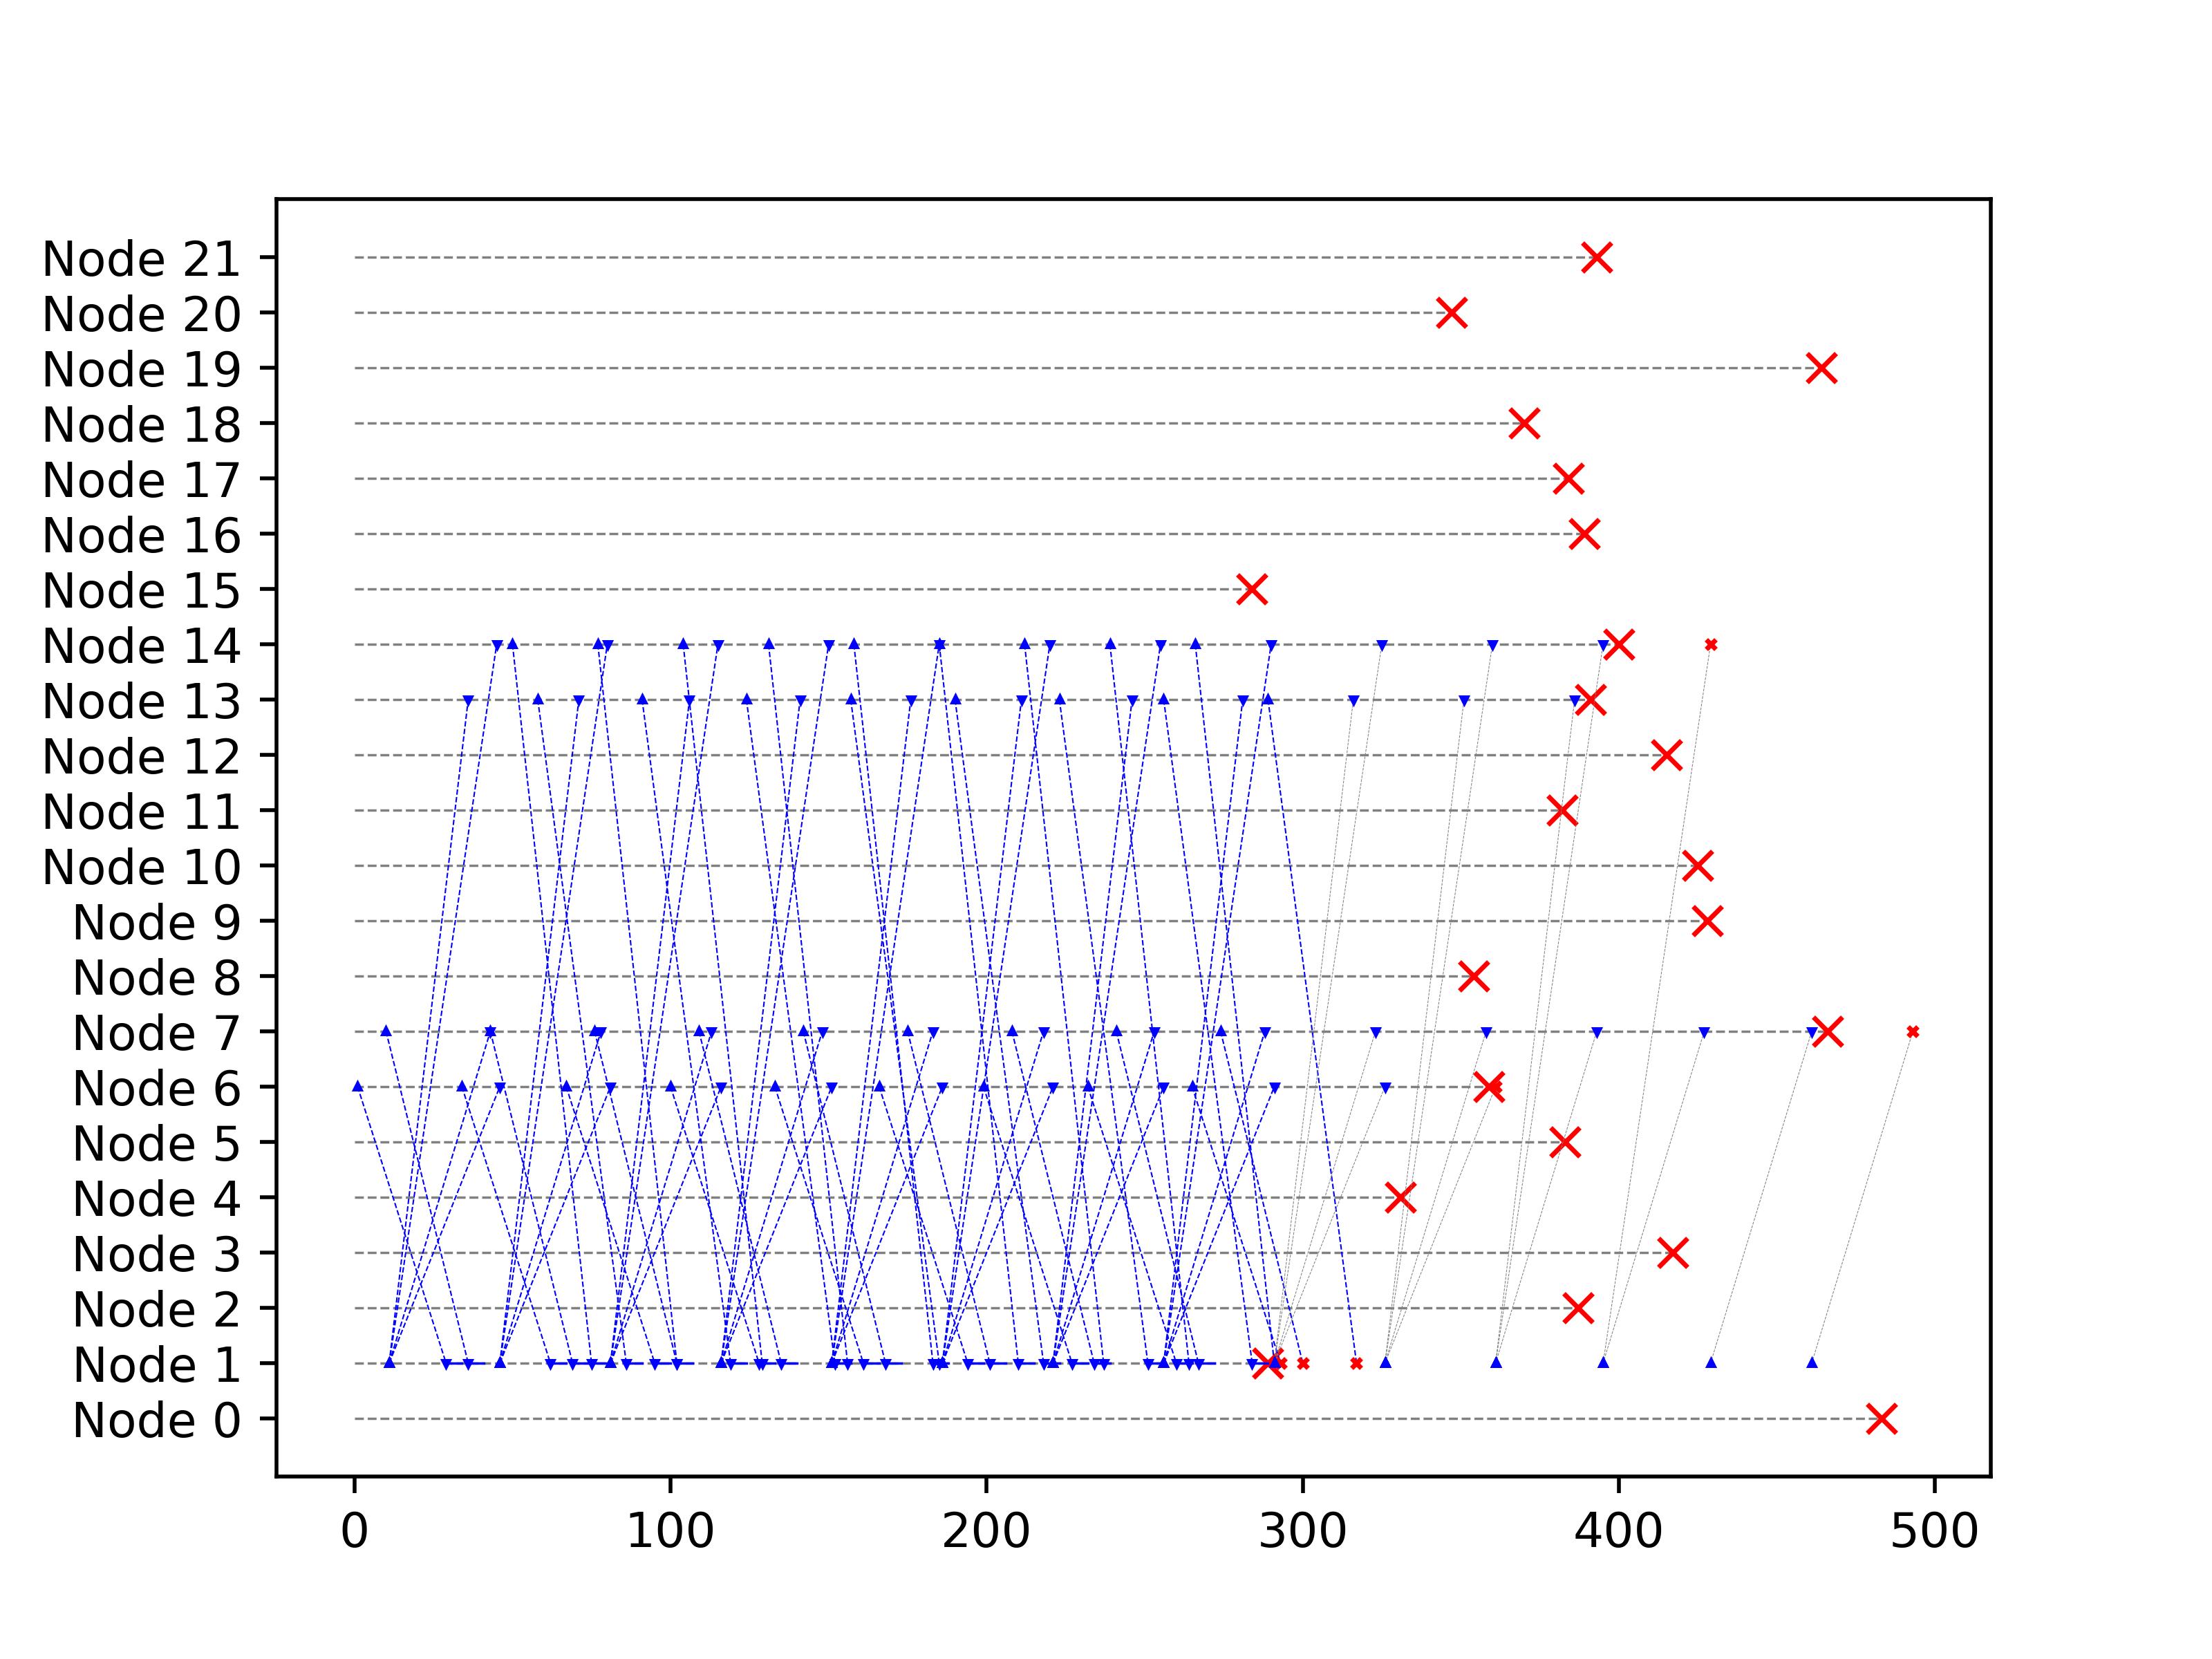 Node 21
Node 20
Node 19
Node 18
Node 17
Node 16
Node 15
Node 14
Node 13
Node 12
Node 11
Node 10
Node 9
Node 8
Node 7
Node 6
Node 5
Node 4
Node 3
Node 2
Node 1
Node 0
0 100 200 300 400 500